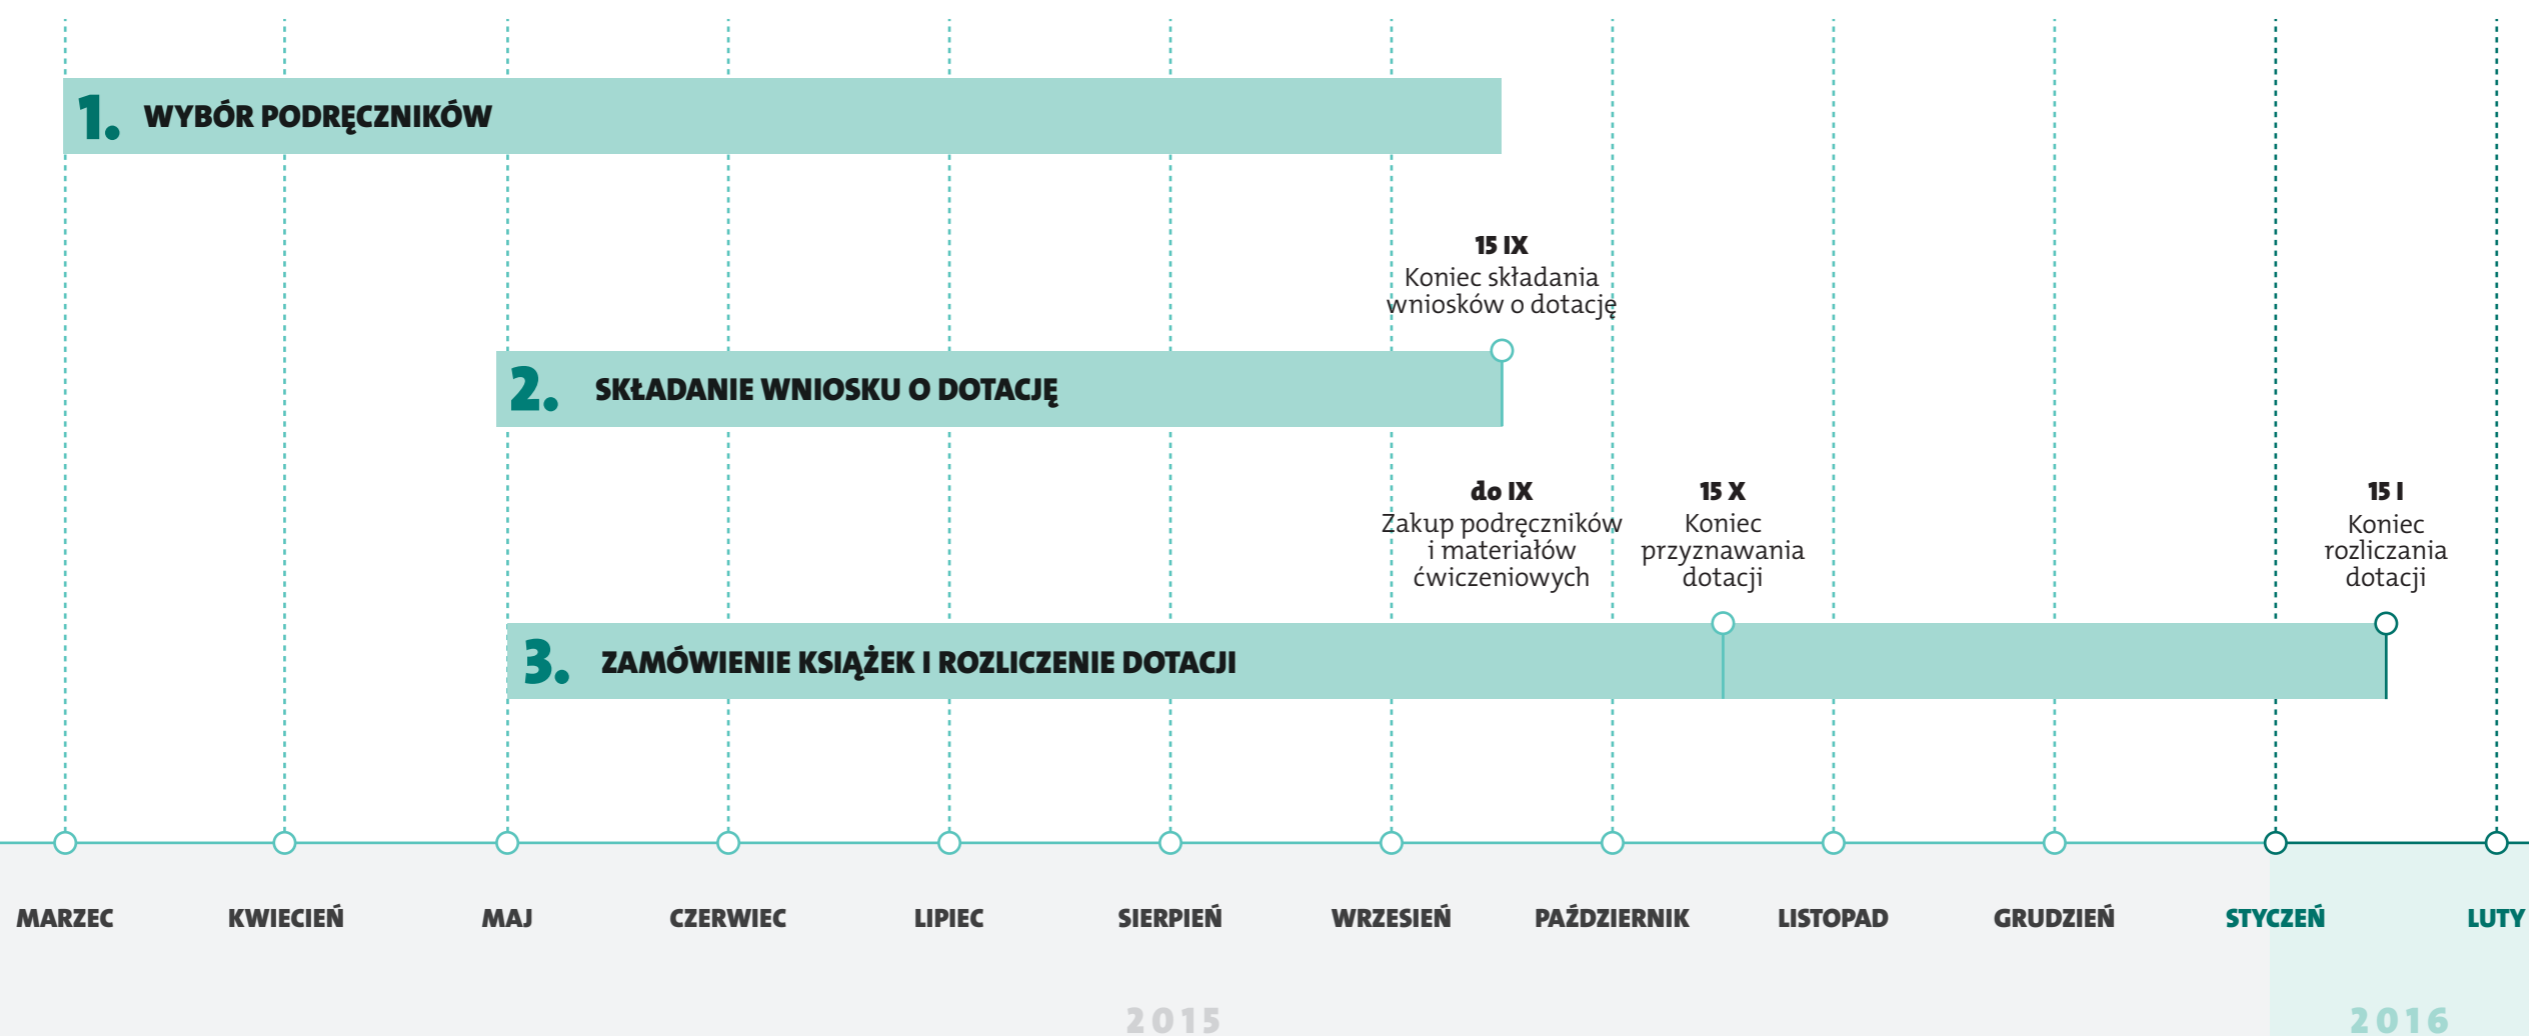 1. WYBÓR PODRĘCZNIKÓW
15 IX
Koniec składania
wniosków o dotację
2. SKŁADANIE WNIOSKU O DOTACJĘ
do IX
Zakup podręczników
i materiałów
ćwiczeniowych
15 X
Koniec
przyznawania
dotacji
15 I
Koniec
rozliczania
dotacji
3. ZAMÓWIENIE KSIĄŻEK I ROZLICZENIE DOTACJI
MARZEC KWIECIEŃ MAJ CZERWIEC LIPIEC SIERPIEŃ WRZESIEŃ PAŹDZIERNIK LISTOPAD GRUDZIEŃ STYCZEŃ LUTY
2015 2016